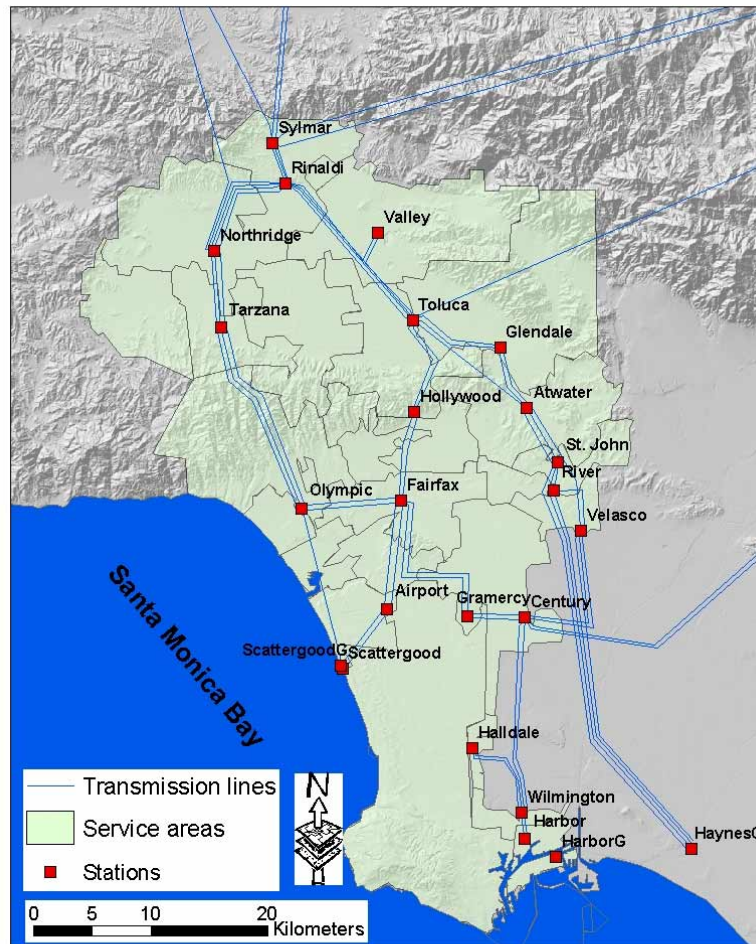 Sylmar
Rinaldi
Valley
Northridge
Toluca
Tarzana
Glendale
Atwater
Hollywood
St. John
River
Olympic
Fairfax
Velasco
Santa Monica Bay
Airport
Gramercy
Century
ScattergoodG
Scattergood
Halldale
Wilmington
Harbor
HarborG
HaynesG
Transmission lines
Service areas
Stations
N
0 5 10 20
Kilometers